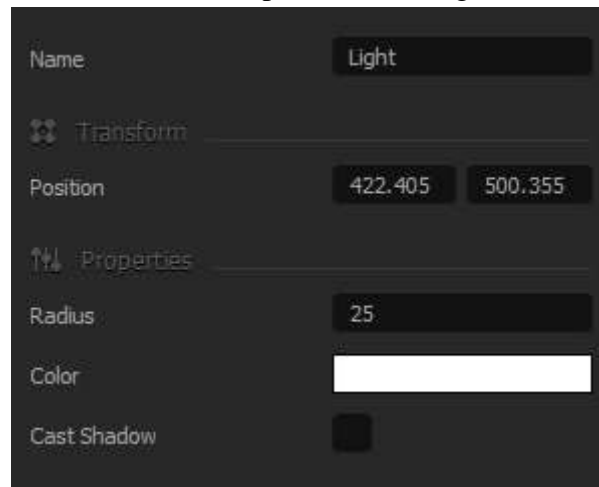 Name Light
Transform
Position 422.405 500.355
Properties
Radius 25
Color
Cast Shadow